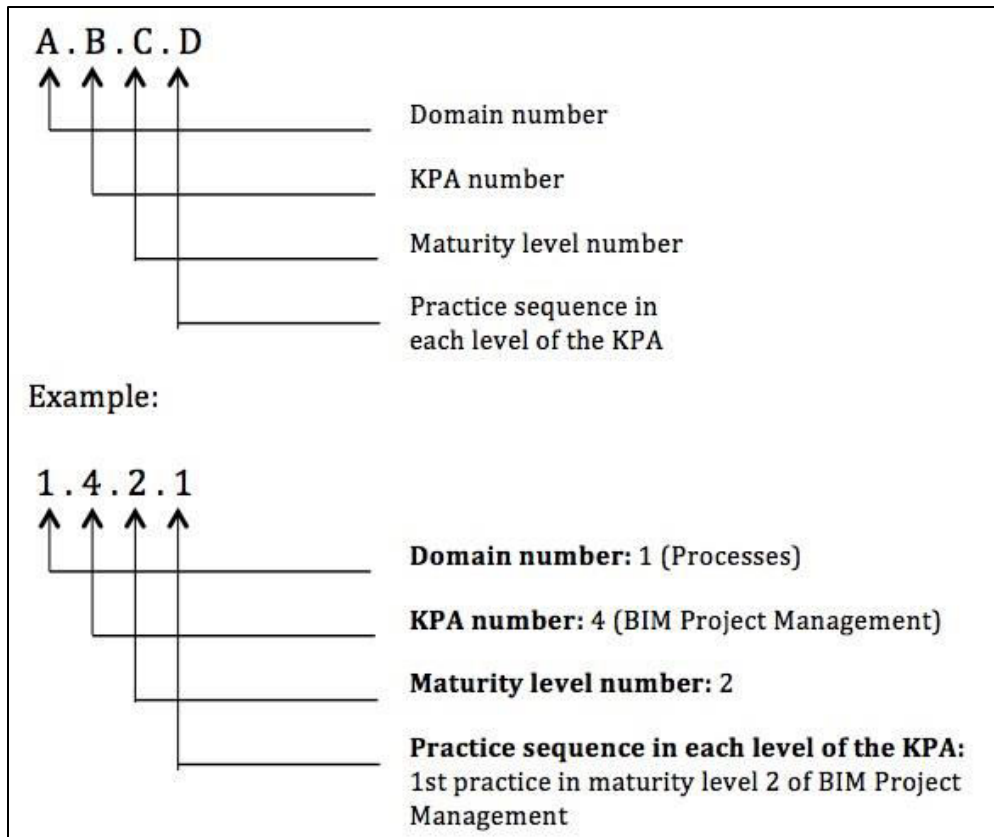 A . B . C . D
Domain number
KPA number
Maturity level number
Practice sequence in
each level of the KPA
Example:
1 . 4 . 2 . 1
Domain number: 1 (Processes)
KPA number: 4 (BIM Project Management)
Maturity level number: 2
Practice sequence in each level of the KPA:
1st practice in maturity level 2 of BIM Project
Management